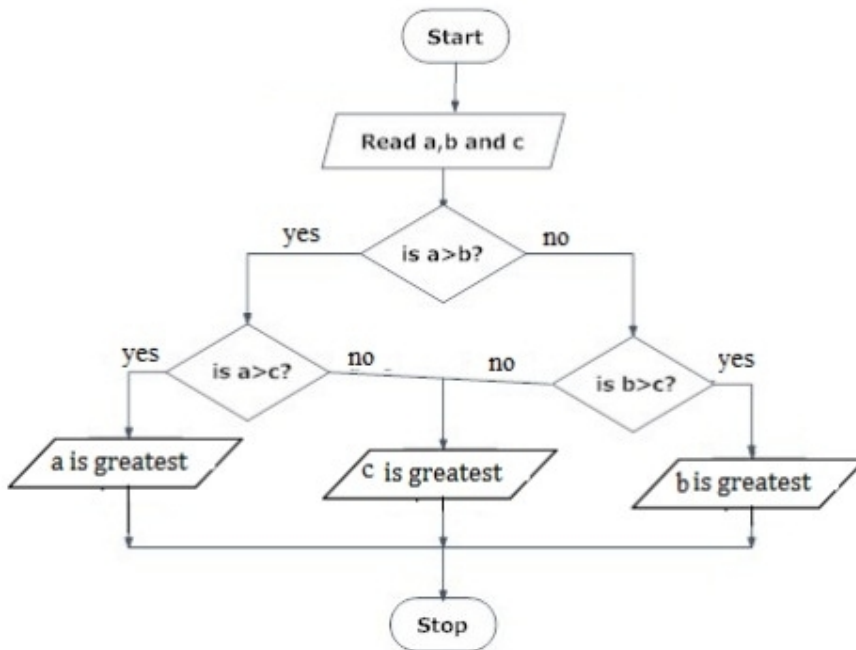 Start
Read a,b and c
is a>b?
yes
no
is a>c?
yes
no
no
is b>c?
yes
a is greatest
c is greatest
b is greatest
Stop